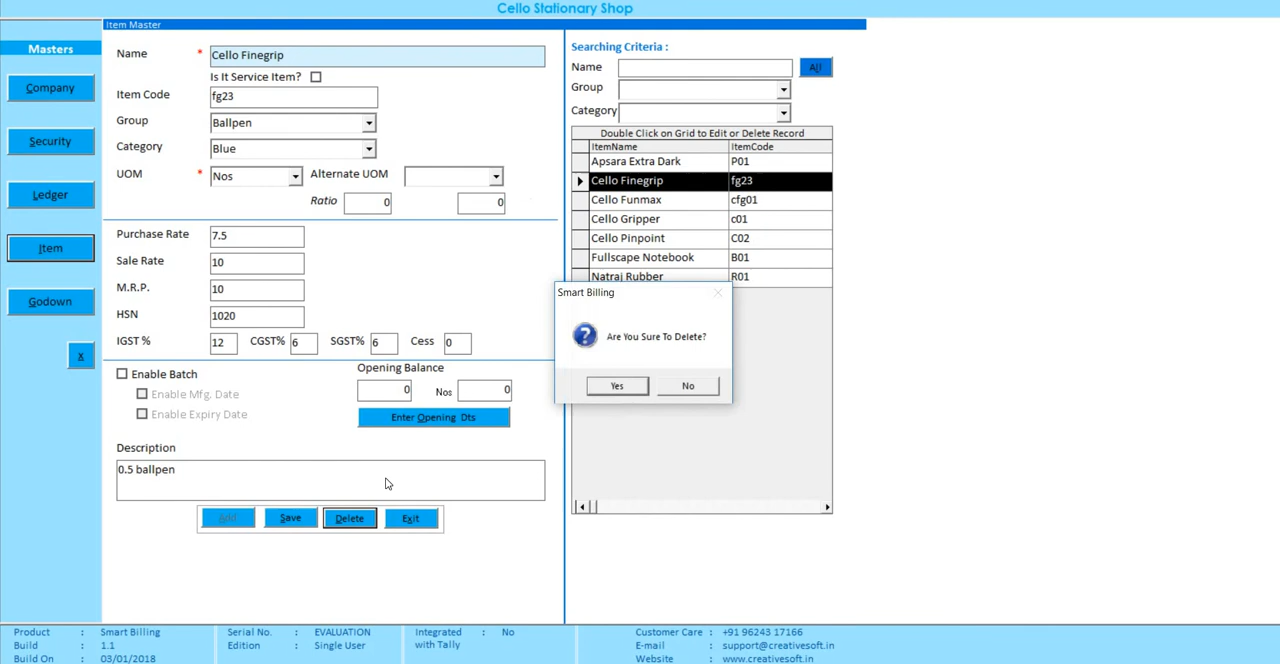 Cello Stationary Shop
Item Master
Masters
Company
Security
Ledger
Item
Godown
x
Name * Cello Finegrip
Is It Service Item?
Item Code fg23
Group Ballpen
Category Blue
UOM * Nos Alternate UOM
Ratio 0 0
Purchase Rate 7.5
Sale Rate 10
M.R.P. 10
HSN 1020
IGST % 12 CGST% 6 SGST% 6 Cess 0
Enable Batch
Enable Mfg. Date
Enable Expiry Date
Opening Balance
0 Nos 0
Enter Opening Dts
Description
0.5 ballpen
Add Save Delete Exit
Searching Criteria :
Name All
Group
Category
Double Click on Grid to Edit or Delete Record
ItemName ItemCode
Apsara Extra Dark P01
Cello Finegrip fg23
Cello Funmax cfg01
Cello Gripper c01
Cello Pinpoint C02
Fullscape Notebook B01
Natraj Rubber R01
Smart Billing
Are You Sure To Delete?
Yes No
Product : Smart Billing
Build : 1.1
Build On : 03/01/2018
Serial No. : EVALUATION
Edition : Single User
Integrated : No
with Tally
Customer Care : +91 96243 17166
E-mail : support@creativesoft.in
Website : www.creativesoft.in